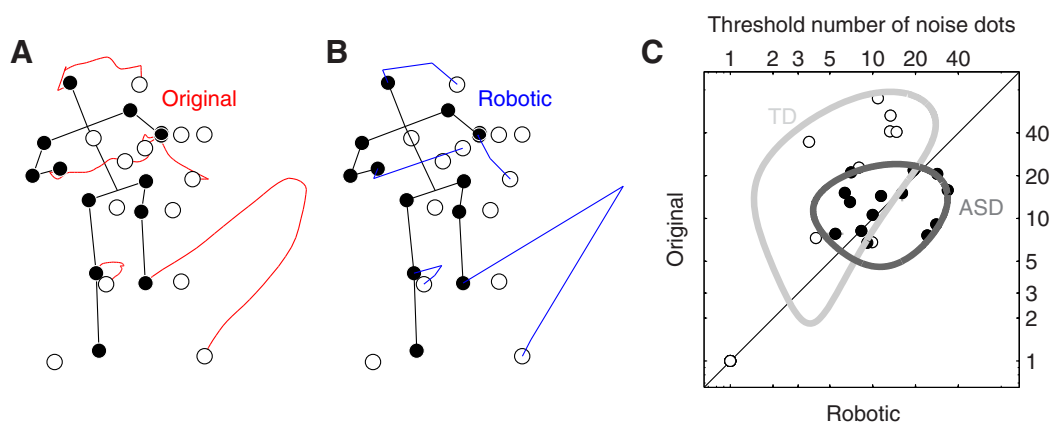 A
Original
B
Robotic
C
Threshold number of noise dots
1 2 3 5 10 20 40
TD
ASD
Original
40
20
10
5
3
2
1
Robotic